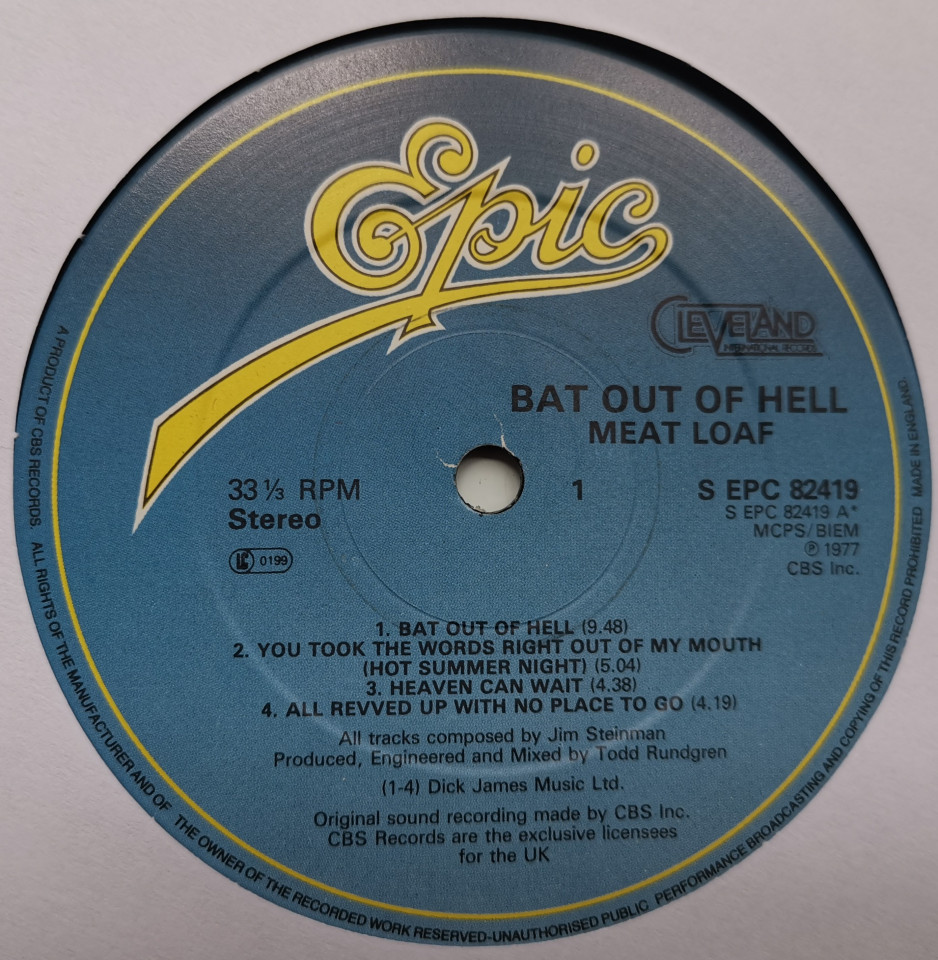 Epic
CLEVELAND
INTERNATIONAL RECORDS
BAT OUT OF HELL
MEAT LOAF
33 ⅓ RPM
Stereo
LC 0199
1
S EPC 82419
S EPC 82419 A*
MCPS/BIEM
℗ 1977
CBS Inc.
1. BAT OUT OF HELL (9.48)
2. YOU TOOK THE WORDS RIGHT OUT OF MY MOUTH
(HOT SUMMER NIGHT) (5.04)
3. HEAVEN CAN WAIT (4.38)
4. ALL REVVED UP WITH NO PLACE TO GO (4.19)
All tracks composed by Jim Steinman
Produced, Engineered and Mixed by Todd Rundgren
(1-4) Dick James Music Ltd.
Original sound recording made by CBS Inc.
CBS Records are the exclusive licensees
for the UK
A PRODUCT OF CBS RECORDS. ALL RIGHTS OF THE MANUFACTURER AND OF THE OWNER OF THE RECORDED WORK RESERVED-UNAUTHORISED PUBLIC PERFORMANCE BROADCASTING AND COPYING OF THIS RECORD PROHIBITED MADE IN ENGLAND.